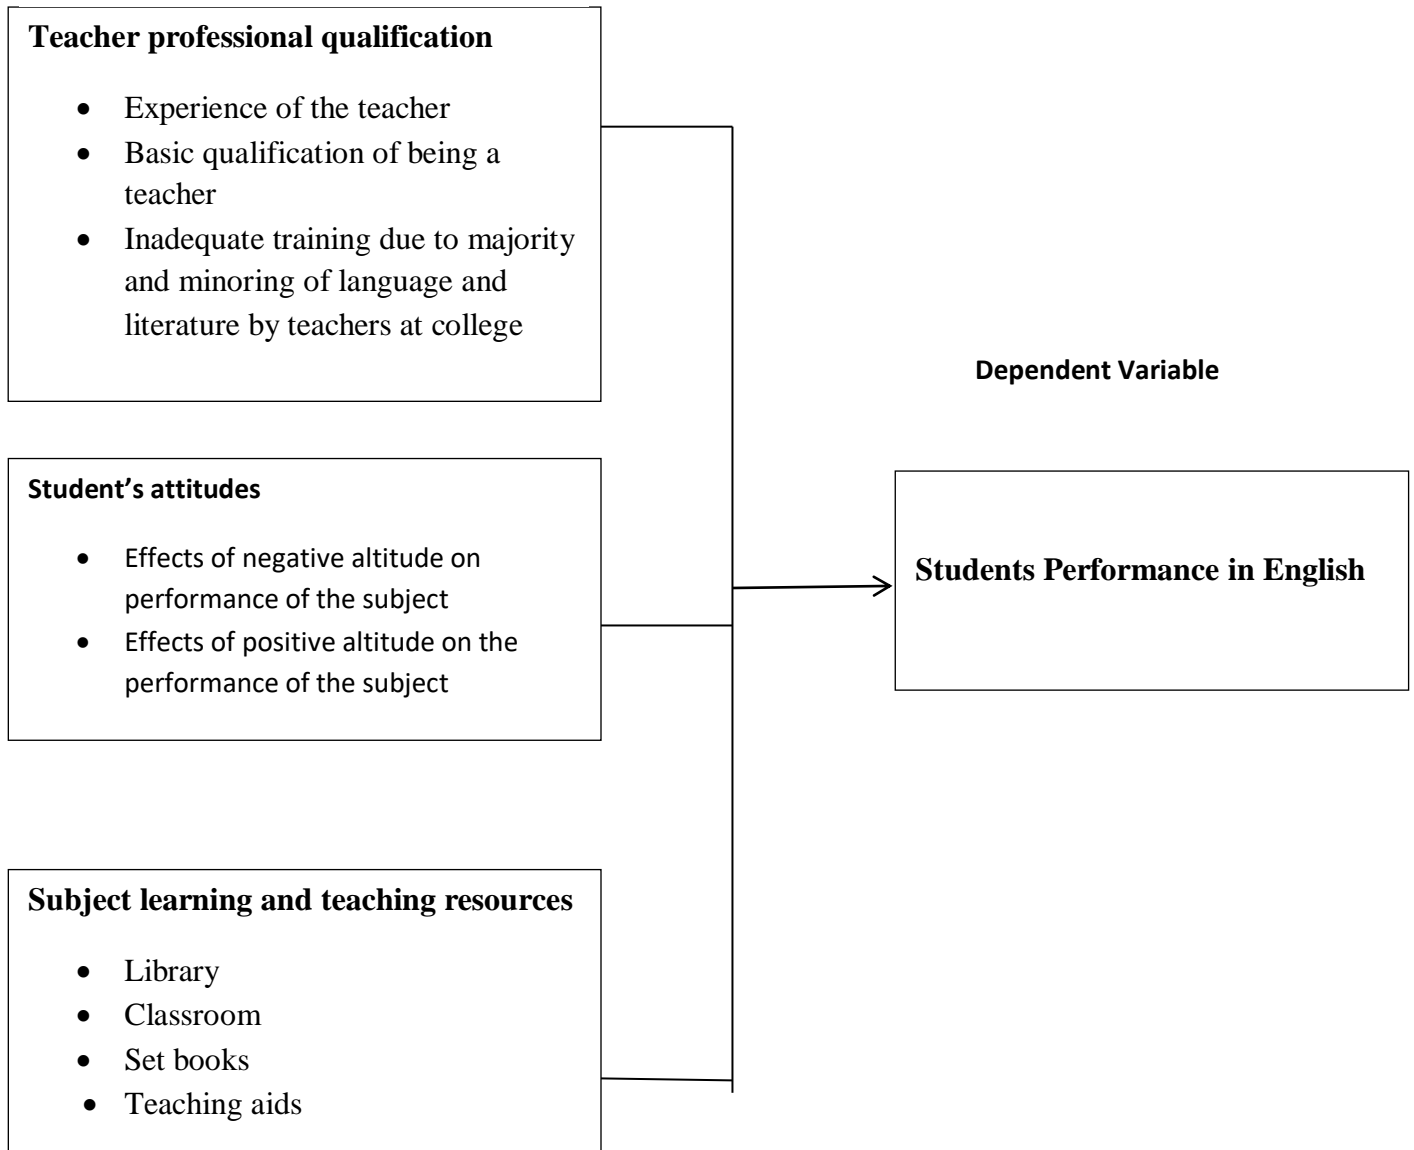 Teacher professional qualification
• Experience of the teacher
• Basic qualification of being a
teacher
• Inadequate training due to majority
and minoring of language and
literature by teachers at college
Dependent Variable
Student’s attitudes
• Effects of negative altitude on
performance of the subject
• Effects of positive altitude on the
performance of the subject
Students Performance in English
Subject learning and teaching resources
• Library
• Classroom
• Set books
• Teaching aids